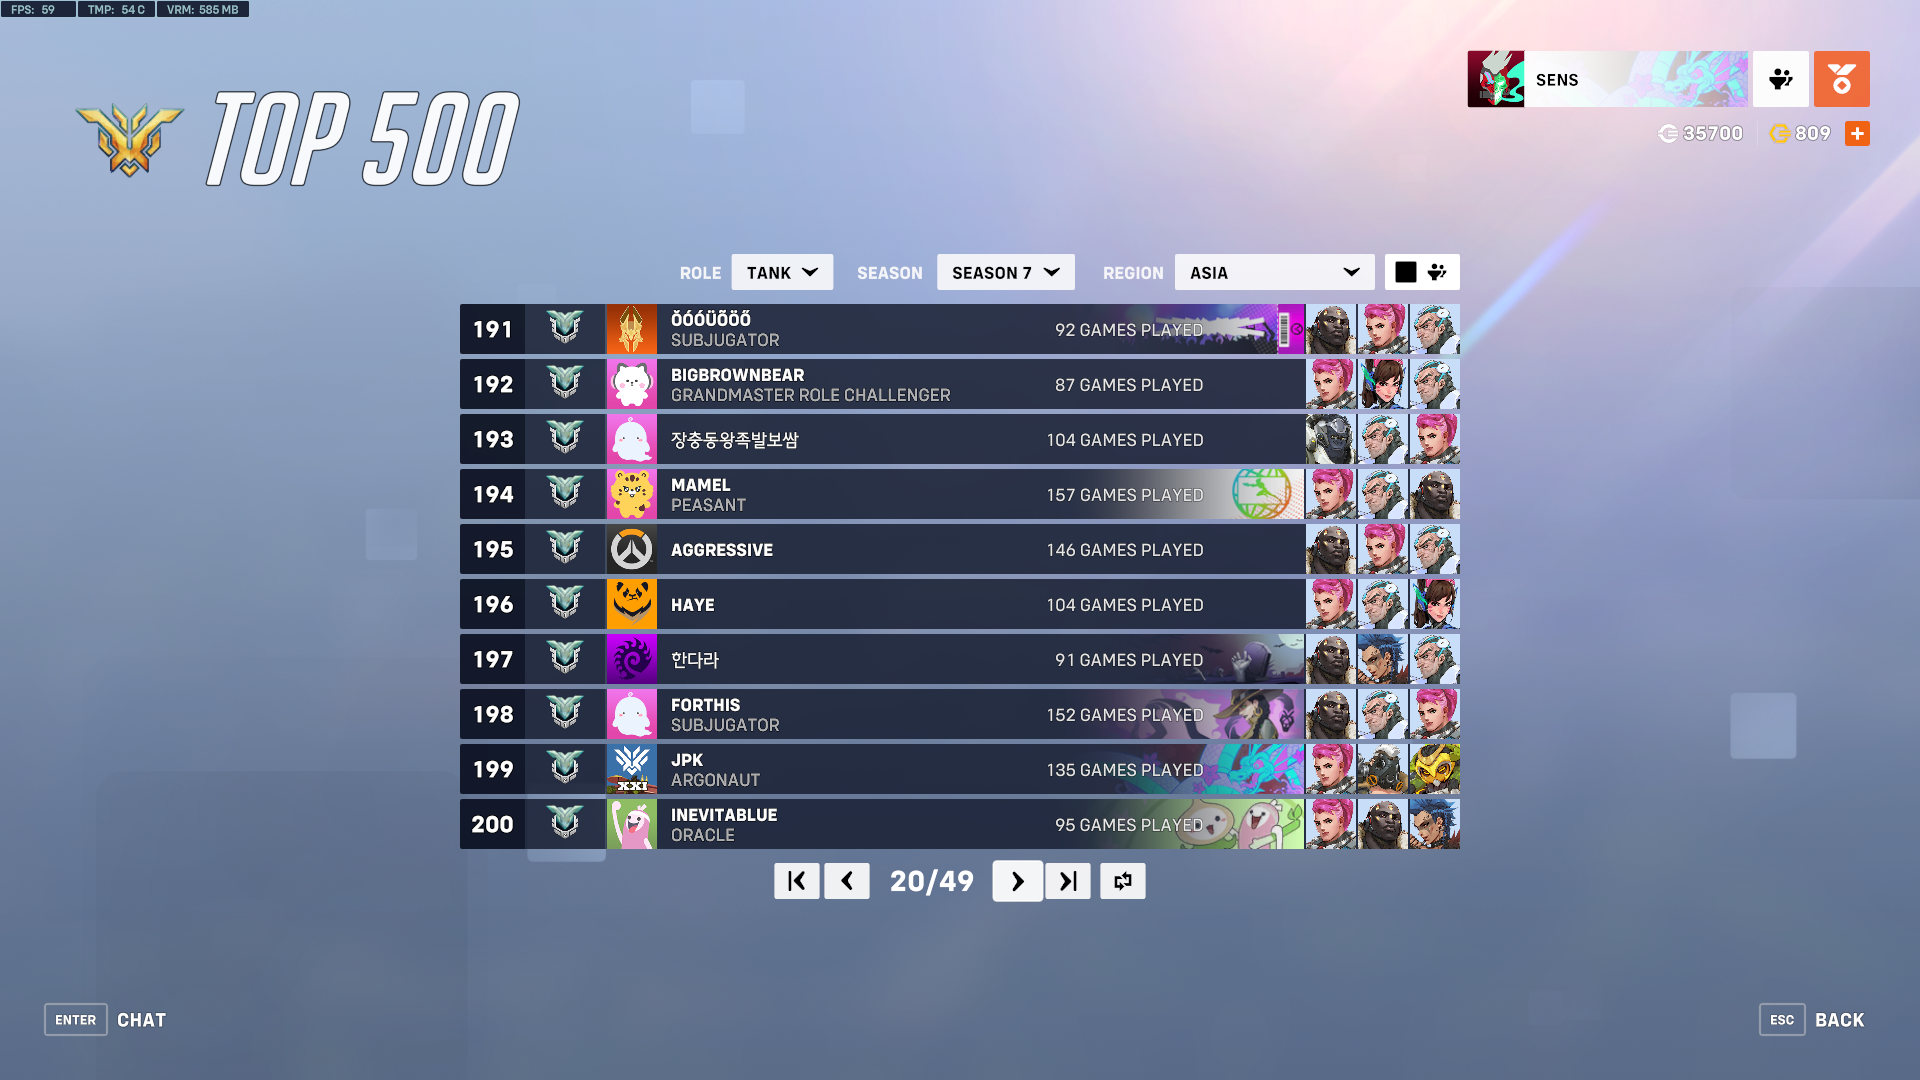 FPS: 59 TMP: 54 C VRM: 585 MB
TOP 500
SENS
35700 809
ROLE TANK SEASON SEASON 7 REGION ASIA
191 ǑÓÓÜÕÖŐ 92 GAMES PLAYED
SUBJUGATOR
192 BIGBROWNBEAR 87 GAMES PLAYED
GRANDMASTER ROLE CHALLENGER
193 장충동왕족발보쌈 104 GAMES PLAYED
194 MAMEL 157 GAMES PLAYED
PEASANT
195 AGGRESSIVE 146 GAMES PLAYED
196 HAYE 104 GAMES PLAYED
197 한다라 91 GAMES PLAYED
198 FORTHIS 152 GAMES PLAYED
SUBJUGATOR
199 XXI JPK 135 GAMES PLAYED
ARGONAUT
200 INEVITABLUE 95 GAMES PLAYED
ORACLE
20/49
ENTER CHAT
ESC BACK